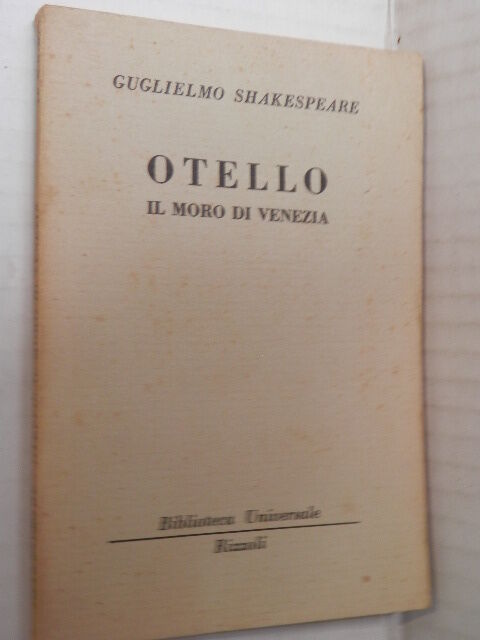 GUGLIELMO SHAKESPEARE
OTELLO
IL MORO DI VENEZIA
Biblioteca Universale
Rizzoli